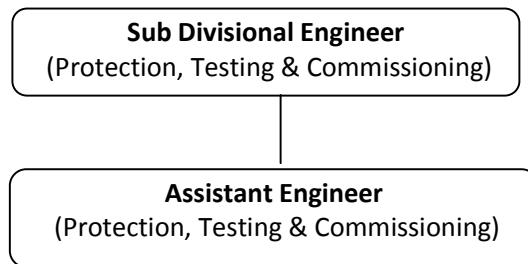 Sub Divisional Engineer
(Protection, Testing & Commissioning)
Assistant Engineer
(Protection, Testing & Commissioning)